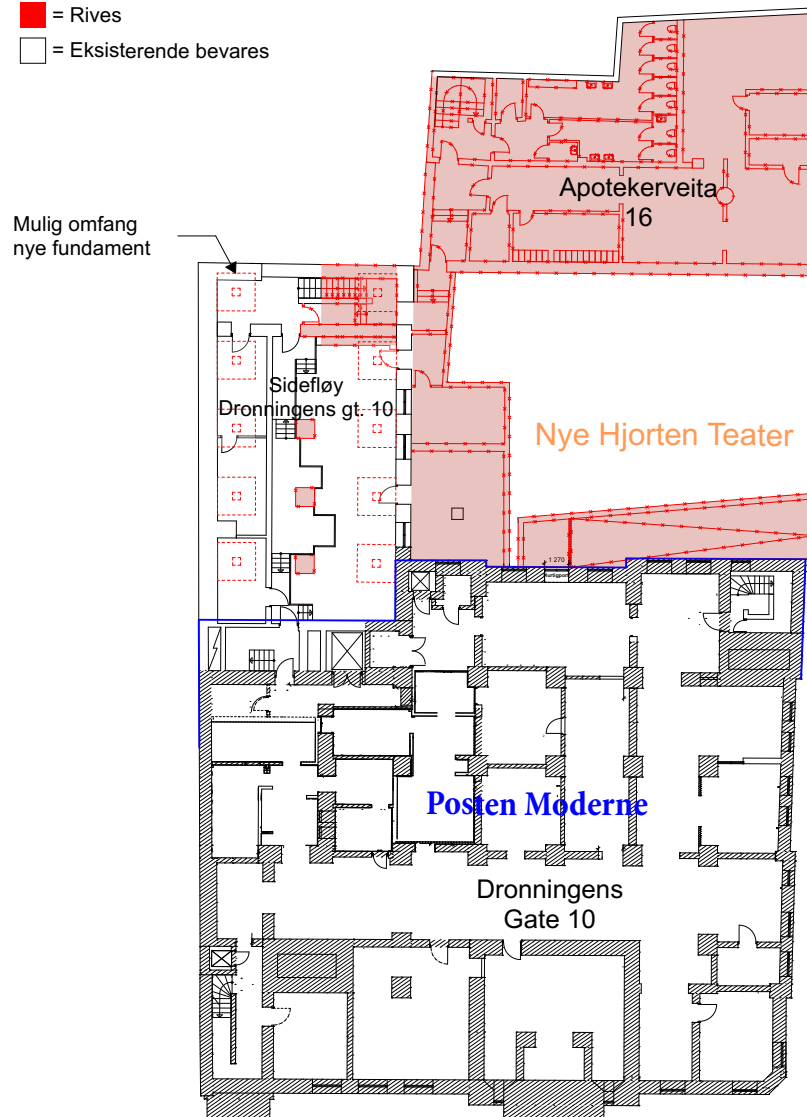 = Rives
= Eksisterende bevares
Apotekerveita
16
Mulig omfang
nye fundament
Sidefløy
Dronningens gt. 10
Nye Hjorten Teater
1 270
Posten Moderne
Dronningens
Gate 10